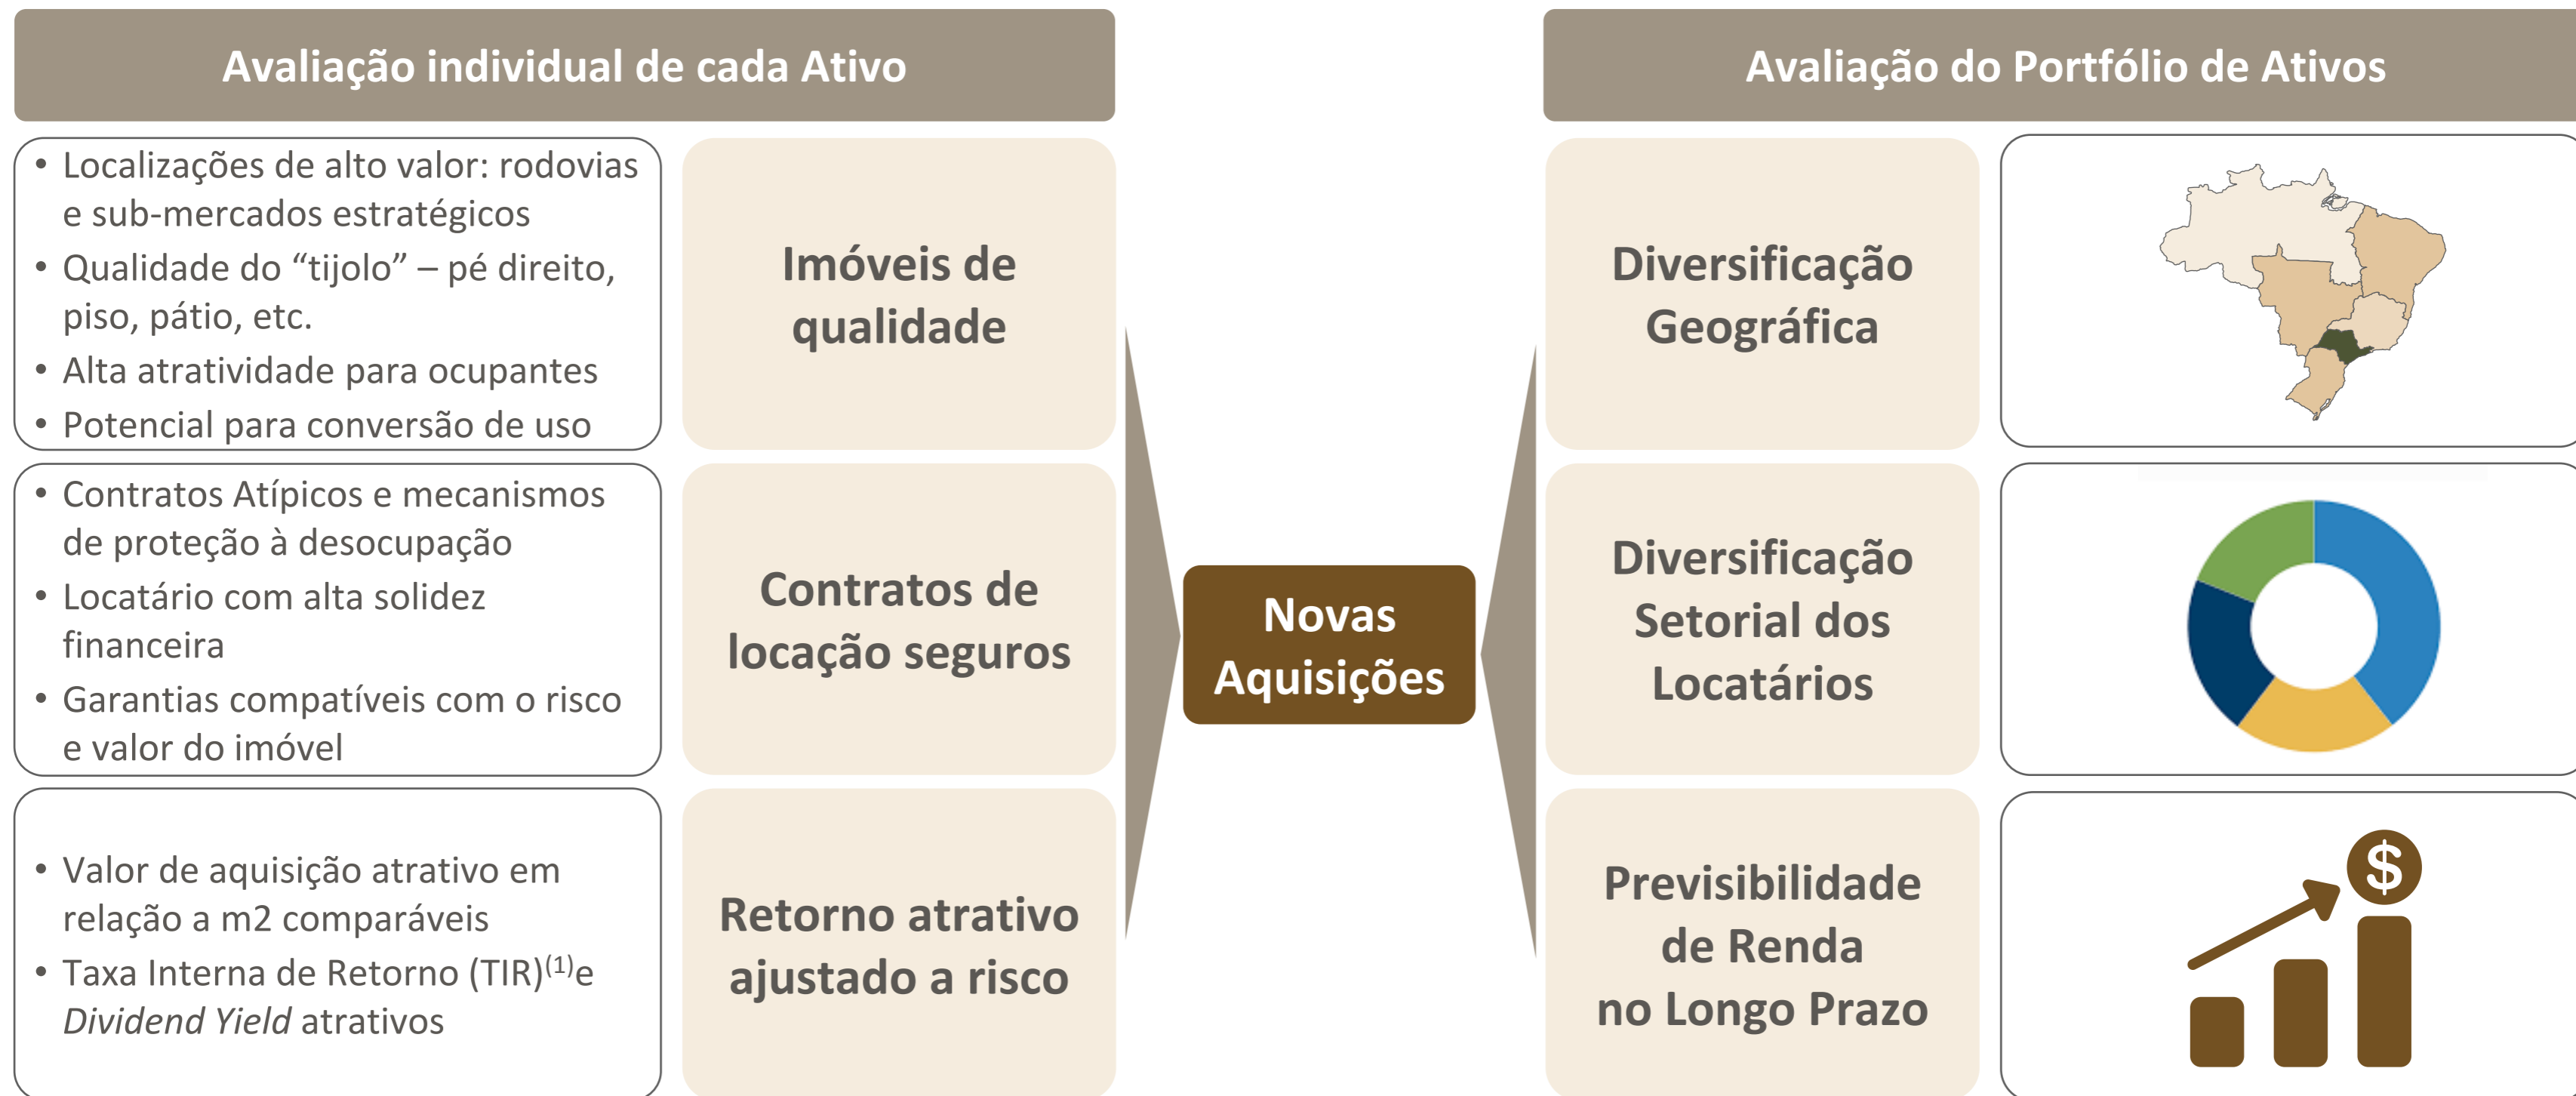 Avaliação individual de cada Ativo
• Localizações de alto valor: rodovias
e sub-mercados estratégicos
• Qualidade do “tijolo” – pé direito,
piso, pátio, etc.
• Alta atratividade para ocupantes
• Potencial para conversão de uso
Imóveis de
qualidade
• Contratos Atípicos e mecanismos
de proteção à desocupação
• Locatário com alta solidez
financeira
• Garantias compatíveis com o risco
e valor do imóvel
Contratos de
locação seguros
• Valor de aquisição atrativo em
relação a m2 comparáveis
• Taxa Interna de Retorno (TIR)⁽¹⁾e
Dividend Yield atrativos
Retorno atrativo
ajustado a risco
Novas
Aquisições
Avaliação do Portfólio de Ativos
Diversificação
Geográfica
Diversificação
Setorial dos
Locatários
Previsibilidade
de Renda
no Longo Prazo
$